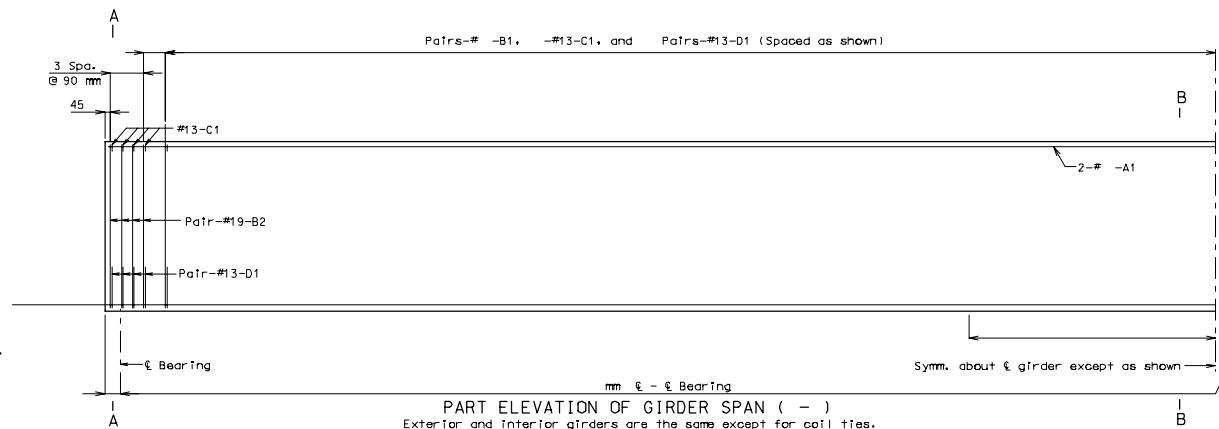 A
Pairs-#  -B1,  -#13-C1, and  Pairs-#13-D1 (Spaced as shown)
3 Spa.
@ 90 mm
45
B
#13-C1
2-#  -A1
Pair-#19-B2
Pair-#13-D1
℄ Bearing
Symm. about ℄ girder except as shown
mm ℄ - ℄ Bearing
A
PART ELEVATION OF GIRDER SPAN ( - )
B
Exterior and interior girders are the same except for coil ties.